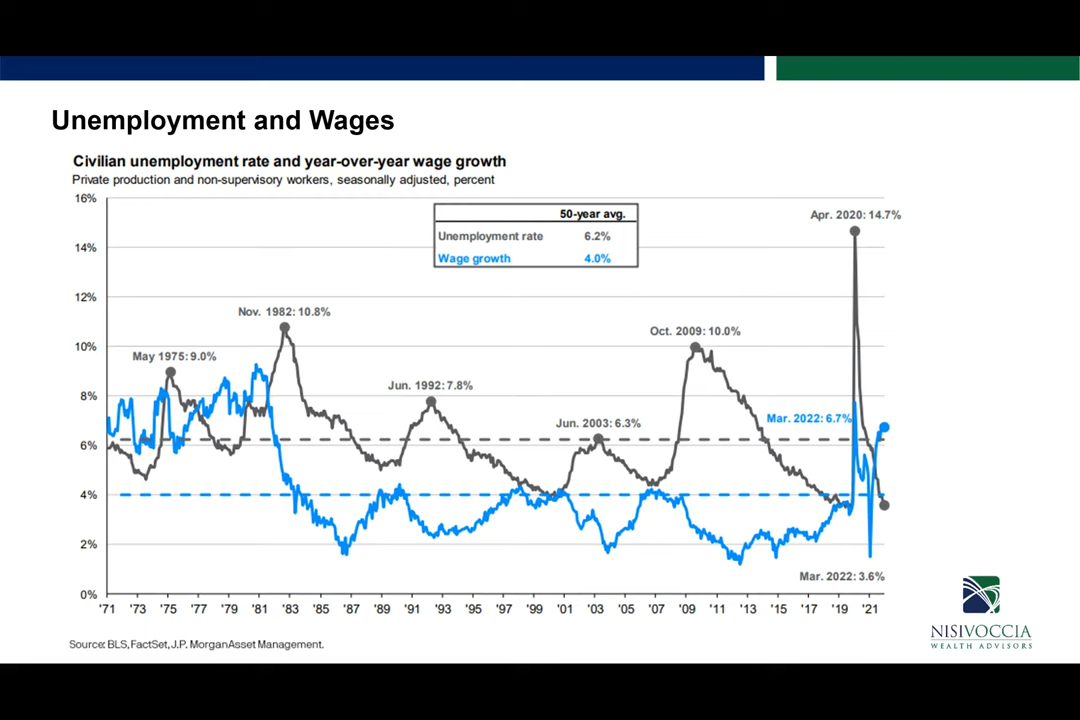 Unemployment and Wages
Civilian unemployment rate and year-over-year wage growth
Private production and non-supervisory workers, seasonally adjusted, percent
16%
14%
12%
10%
8%
6%
4%
2%
0%
50-year avg.
Unemployment rate 6.2%
Wage growth 4.0%
May 1975: 9.0%
Nov. 1982: 10.8%
Jun. 1992: 7.8%
Jun. 2003: 6.3%
Oct. 2009: 10.0%
Apr. 2020: 14.7%
Mar. 2022: 6.7%
Mar. 2022: 3.6%
'71 '73 '75 '77 '79 '81 '83 '85 '87 '89 '91 '93 '95 '97 '99 '01 '03 '05 '07 '09 '11 '13 '15 '17 '19 '21
Source: BLS, FactSet, J.P. MorganAsset Management.
NISIVOCCIA
WEALTH ADVISORS